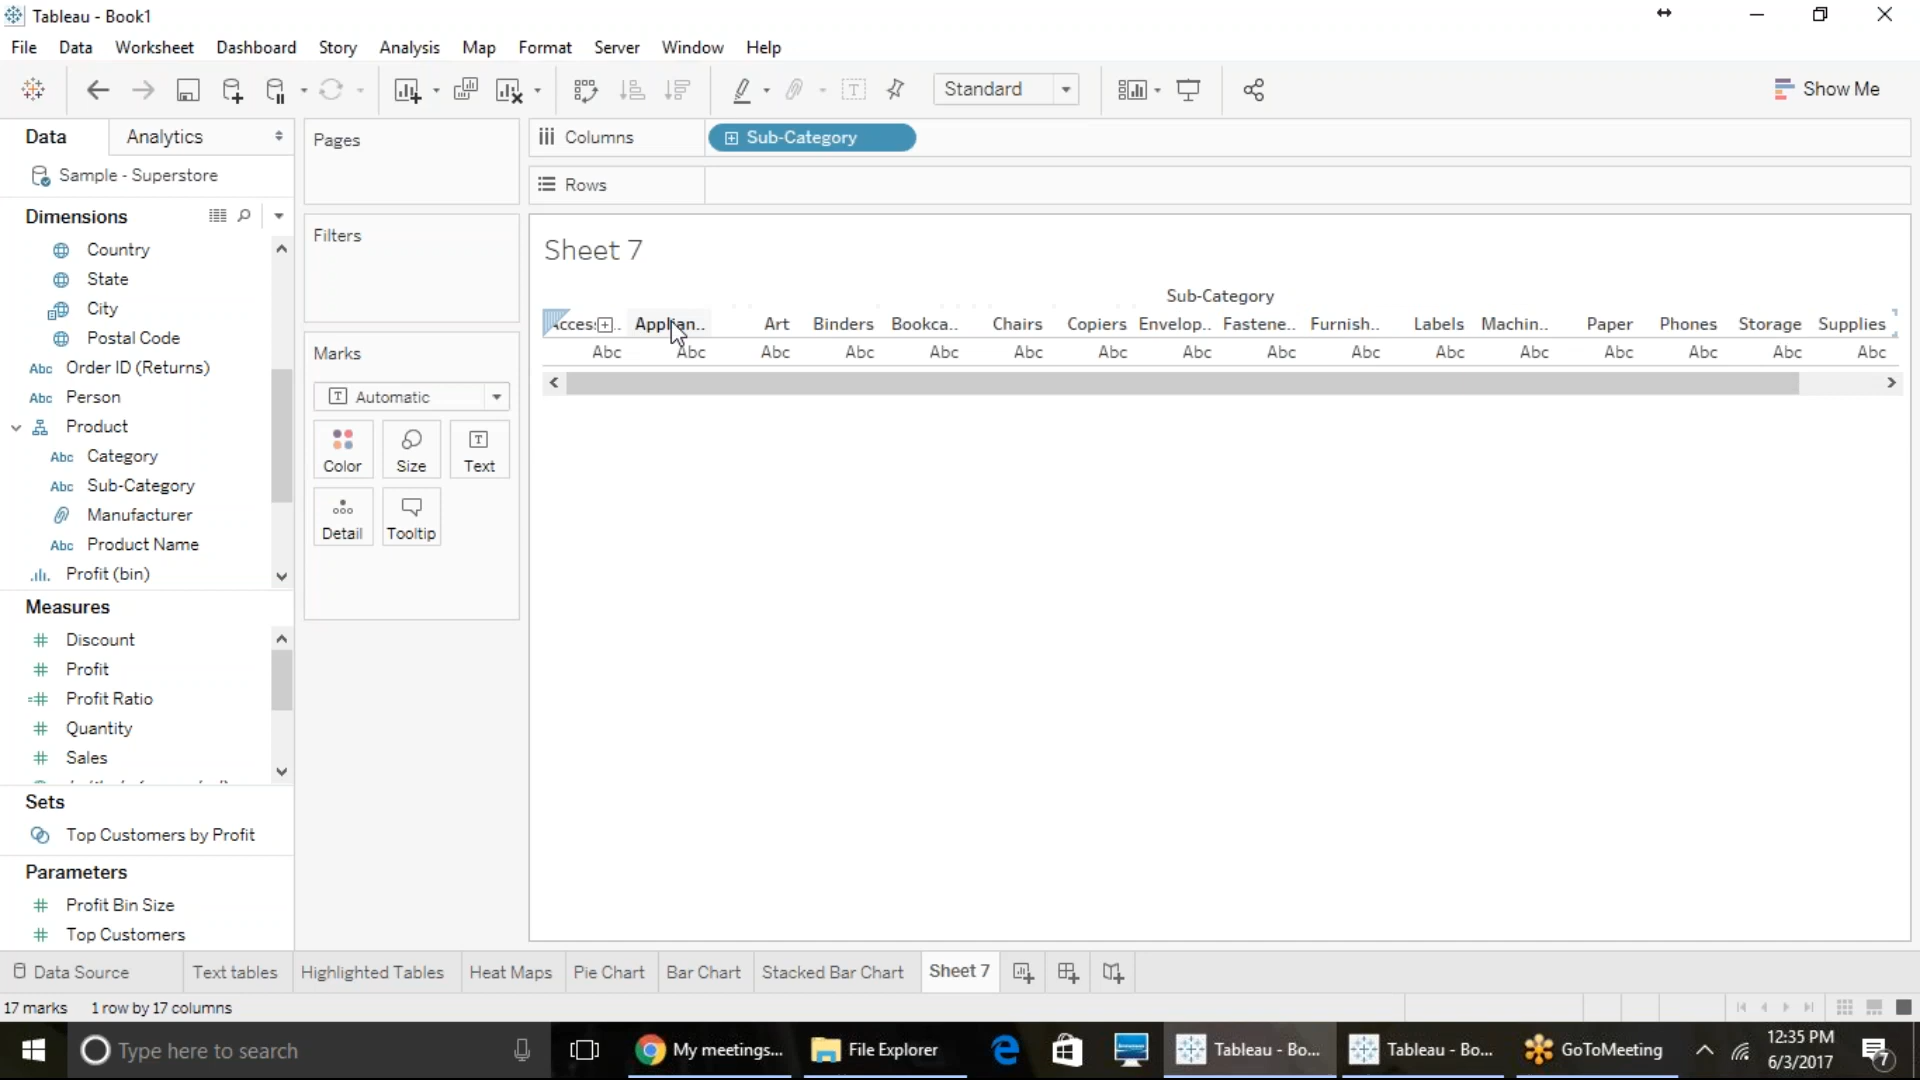 Tableau - Book1
File Data Worksheet Dashboard Story Analysis Map Format Server Window Help
Standard
Show Me
Data Analytics
Pages
Columns Sub-Category
Sample - Superstore
Rows
Dimensions
Filters
Sheet 7
Country
State
City
Postal Code
Order ID (Returns)
Abc Person
Product
Abc Category
Abc Sub-Category
Manufacturer
Abc Product Name
Profit (bin)
Marks
Automatic
Color Size Text
Detail Tooltip
Sub-Category
Applian.. Art Binders Bookca.. Chairs Copiers Envelop.. Fastene.. Furnish.. Labels Machin.. Paper Phones Storage Supplies
Abc Abc Abc Abc Abc Abc Abc Abc Abc Abc Abc Abc Abc Abc Abc Abc
Measures
Discount
Profit
Profit Ratio
Quantity
Sales
Sets
Top Customers by Profit
Parameters
Profit Bin Size
Top Customers
Data Source Text tables Highlighted Tables Heat Maps Pie Chart Bar Chart Stacked Bar Chart Sheet 7
17 marks 1 row by 17 columns
Type here to search
My meetings...
File Explorer
Tableau - Bo...
Tableau - Bo...
GoToMeeting
12:35 PM
6/3/2017
7